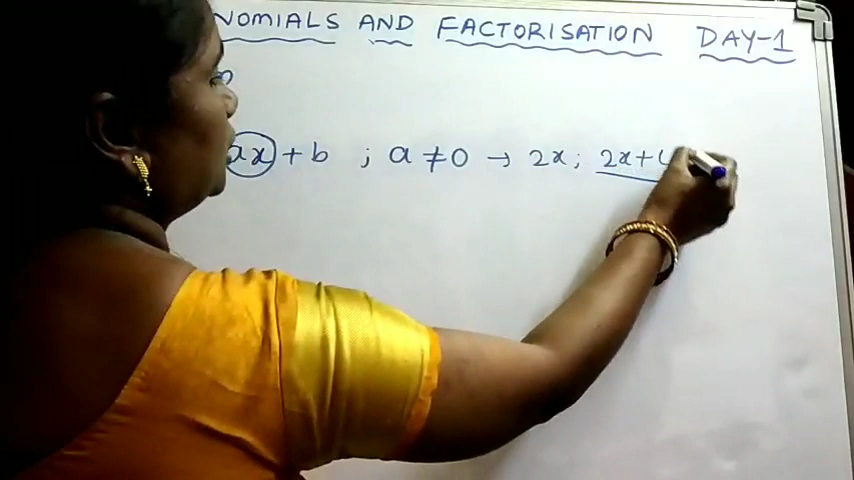 NOMIALS AND FACTORISATION DAY-1
ax + b ; a ≠ 0 → 2x ; 2x+